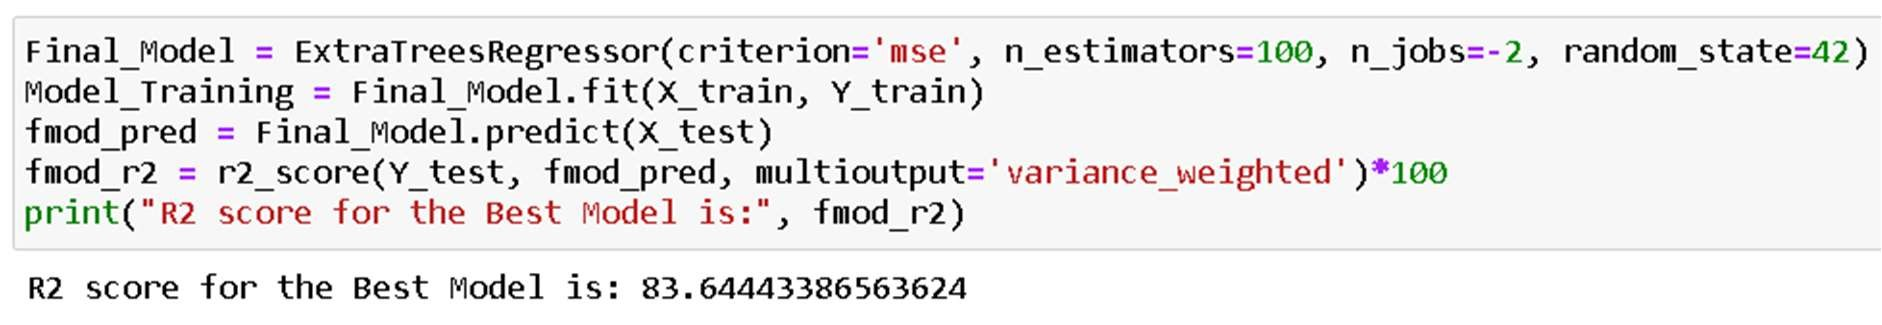 Final_Model = ExtraTreesRegressor(criterion='mse', n_estimators=100, n_jobs=-2, random_state=42)
Model_Training = Final_Model.fit(X_train, Y_train)
fmod_pred = Final_Model.predict(X_test)
fmod_r2 = r2_score(Y_test, fmod_pred, multioutput='variance_weighted')*100
print("R2 score for the Best Model is:", fmod_r2)
R2 score for the Best Model is: 83.64443386563624